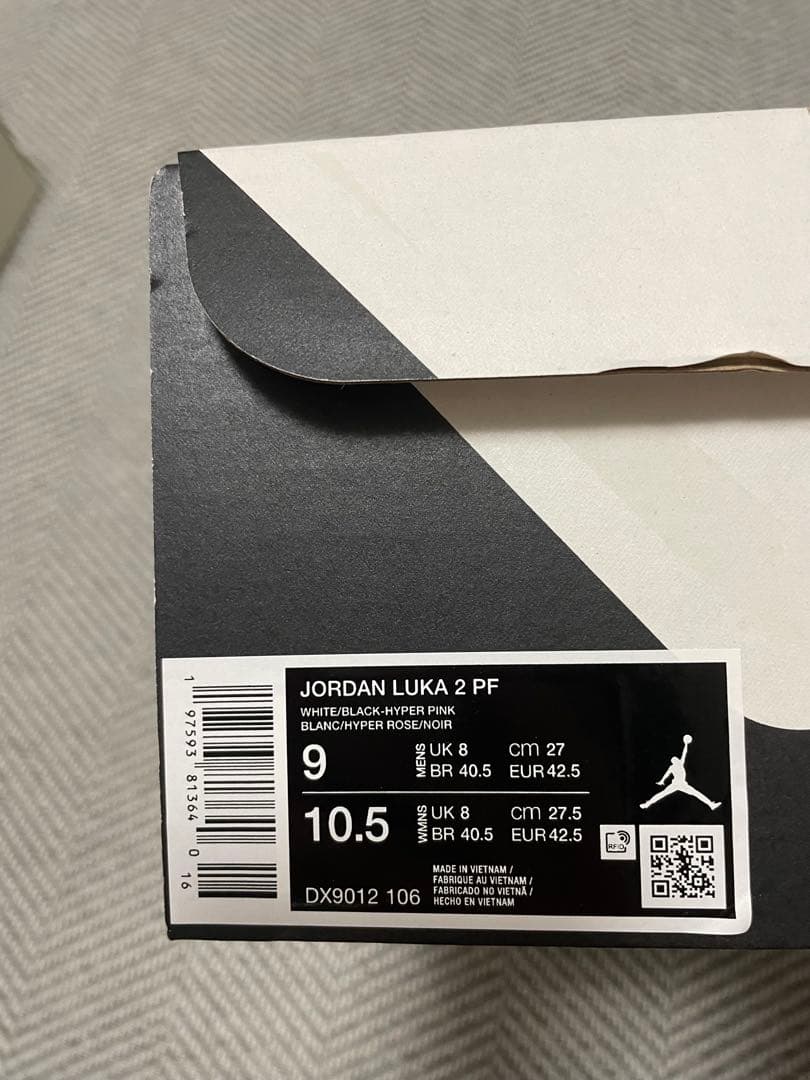 JORDAN LUKA 2 PF
WHITE/BLACK-HYPER PINK
BLANC/HYPER ROSE/NOIR
9 MENS UK 8 cm 27
BR 40.5 EUR 42.5
10.5 WMNS UK 8 cm 27.5
BR 40.5 EUR 42.5
DX9012 106
MADE IN VIETNAM /
FABRIQUE AU VIETNAM /
FABRICADO NO VIETNÃ /
HECHO EN VIETNAM
RFID
1 97593 81364 0 16